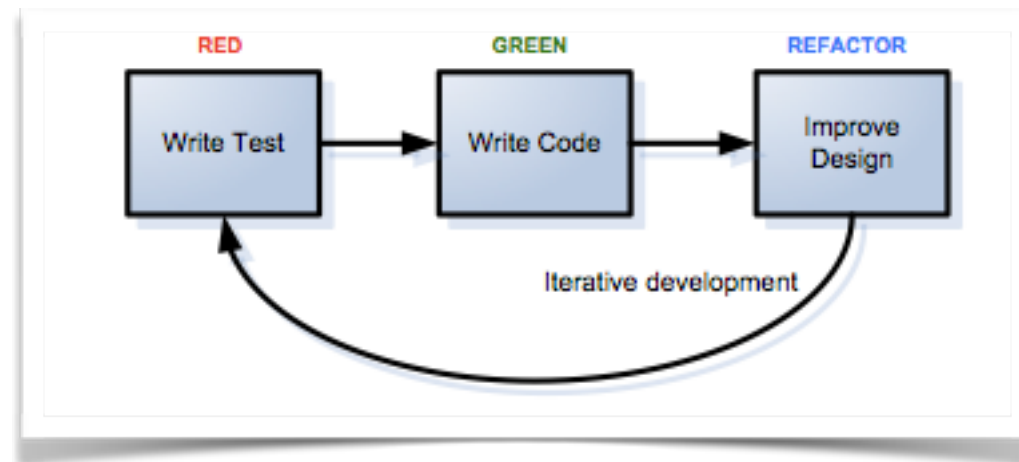 RED
GREEN
REFACTOR
Write Test
Write Code
Improve
Design
Iterative development